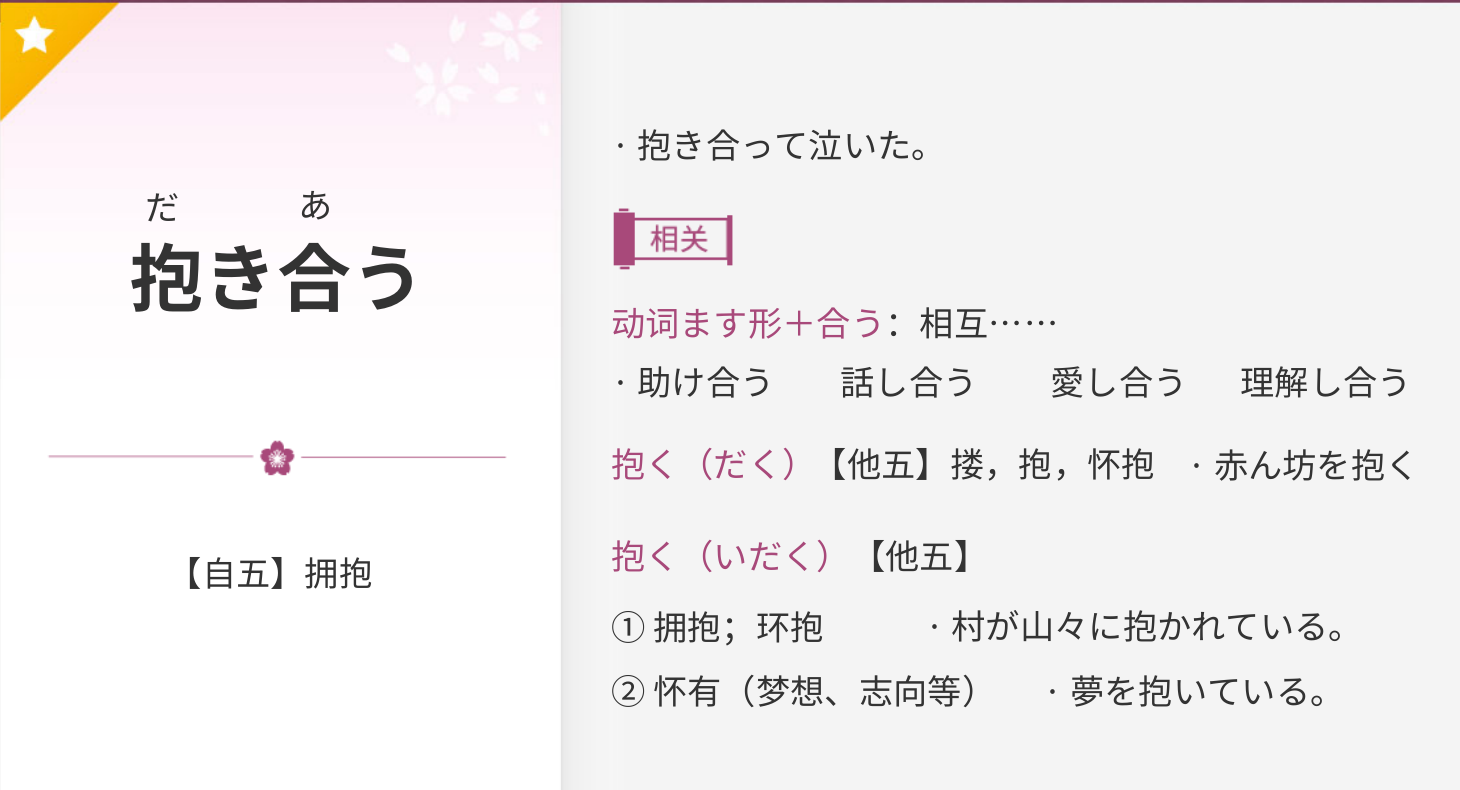 だ あ
抱き合う
【自五】拥抱
· 抱き合って泣いた。
相关
动词ます形＋合う：相互……
· 助け合う 話し合う 愛し合う 理解し合う
抱く（だく）【他五】搂，抱，怀抱 · 赤ん坊を抱く
抱く（いだく）【他五】
① 拥抱；环抱 · 村が山々に抱かれている。
② 怀有（梦想、志向等） · 夢を抱いている。